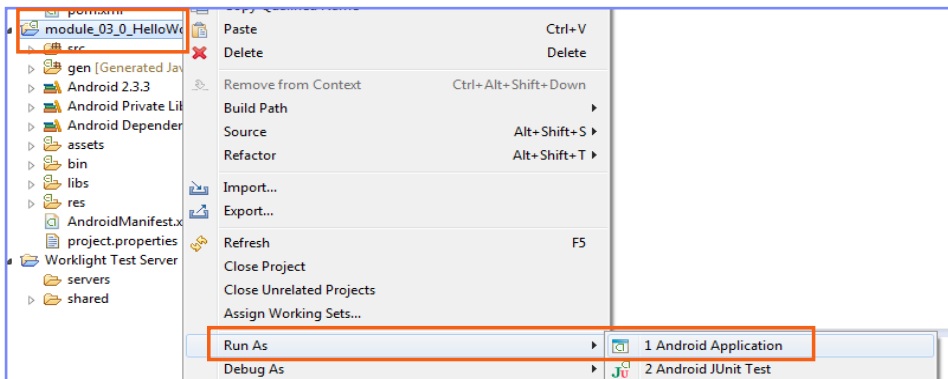 pom.xml
module_03_0_HelloWo
src
gen [Generated Jav
Android 2.3.3
Android Private Lib
Android Depender
assets
bin
libs
res
AndroidManifest.x
project.properties
Worklight Test Server
servers
shared
Copy Qualified Name
Paste Ctrl+V
Delete Delete
Remove from Context Ctrl+Alt+Shift+Down
Build Path
Source Alt+Shift+S
Refactor Alt+Shift+T
Import...
Export...
Refresh F5
Close Project
Close Unrelated Projects
Assign Working Sets...
Run As
Debug As
1 Android Application
2 Android JUnit Test